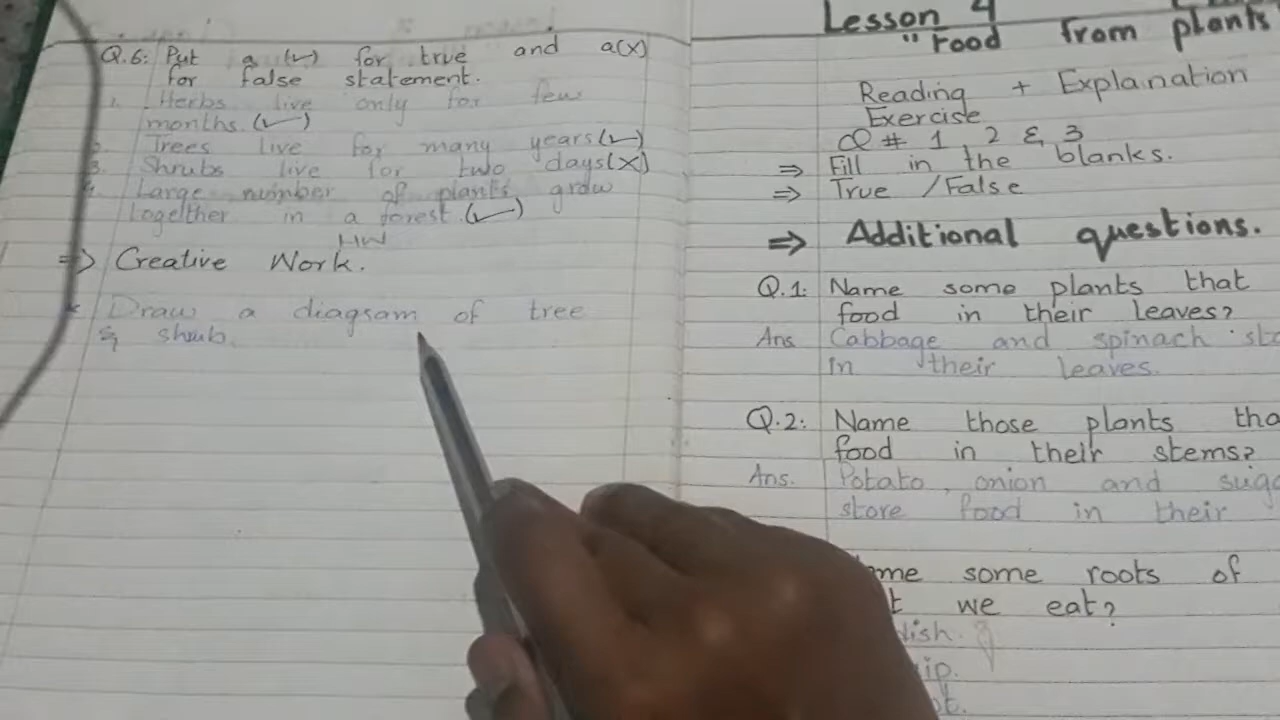 Q.6: Put a (✓) for true and a(X)
for false statement.
1. Herbs live only for few
months. (✓)
2. Trees live for many years(✓)
3. Shrubs live for two days(X)
4. Large number of plants grow
together in a forest. (✓)
HW
⇒ Creative Work.
* Draw a diagram of tree
& shrub.
Lesson 4
"Food from plants
Reading + Explanation
Exercise
Q # 1, 2 & 3
⇒ Fill in the blanks.
⇒ True /False
⇒ Additional questions.
Q.1: Name some plants that
food in their leaves?
Ans Cabbage and spinach
in their leaves.
Q.2: Name those plants
food in their stems?
Ans. Potato, onion and
store food in their
some roots of
we eat?